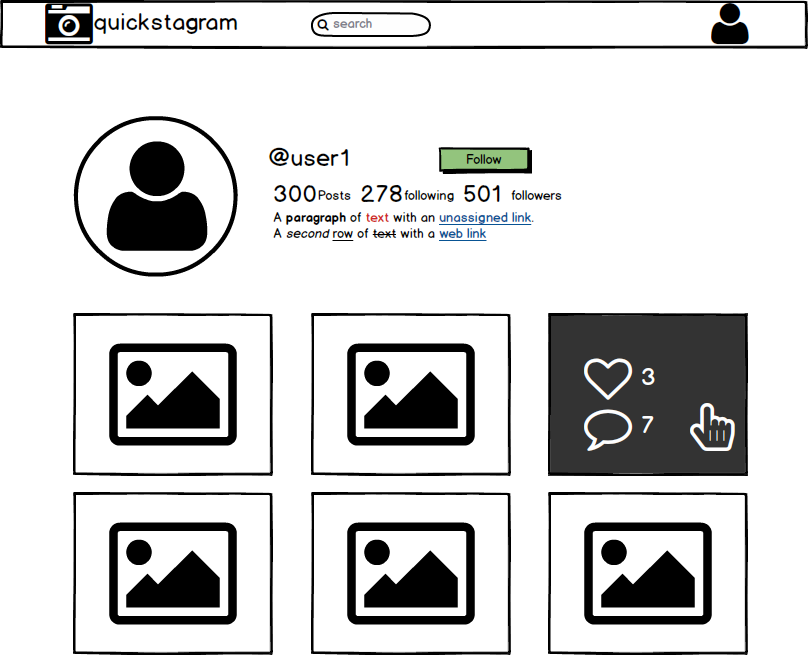 quickstagram
search
@user1
Follow
300 Posts 278 following 501 followers
A paragraph of text with an unassigned link.
A second row of text with a web link
3
7